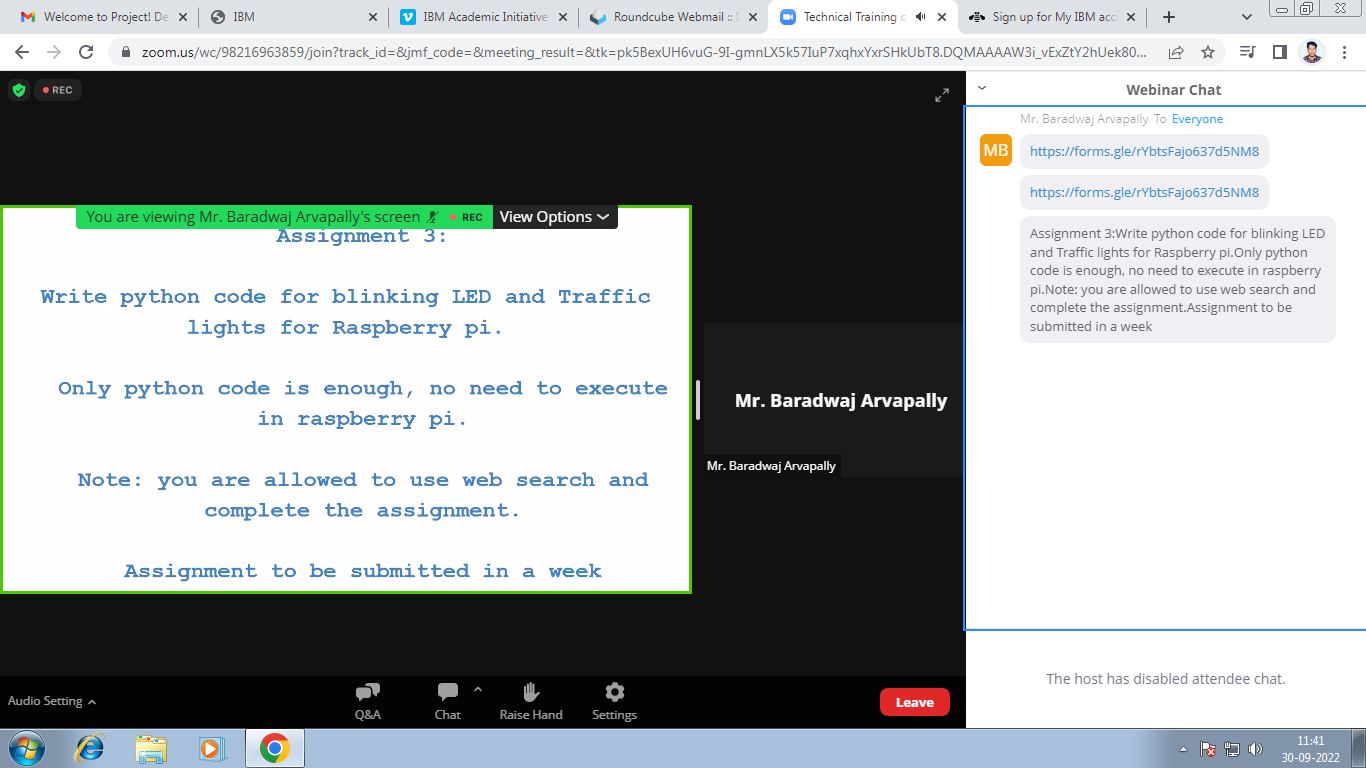 Welcome to Project! De
IBM
IBM Academic Initiative
Roundcube Webmail ::
Technical Training
Sign up for My IBM acc
zoom.us/wc/98216963859/join?track_id=&jmf_code=&meeting_result=&tk=pk5BexUH6vuG-9I-gmnLX5k57IuP7xqhxYxrSHkUbT8.DQMAAAAW3i_vExZtY2hUek80...
REC
You are viewing Mr. Baradwaj Arvapally's screen REC View Options
Assignment 3:
Write python code for blinking LED and Traffic
lights for Raspberry pi.
Only python code is enough, no need to execute
in raspberry pi.
Note: you are allowed to use web search and
complete the assignment.
Assignment to be submitted in a week
Mr. Baradwaj Arvapally
Mr. Baradwaj Arvapally
Webinar Chat
Mr. Baradwaj Arvapally To Everyone
MB
https://forms.gle/rYbtsFajo637d5NM8
https://forms.gle/rYbtsFajo637d5NM8
Assignment 3:Write python code for blinking LED
and Traffic lights for Raspberry pi.Only python
code is enough, no need to execute in raspberry
pi.Note: you are allowed to use web search and
complete the assignment.Assignment to be
submitted in a week
The host has disabled attendee chat.
Audio Setting
Q&A
Chat
Raise Hand
Settings
Leave
11:41
30-09-2022